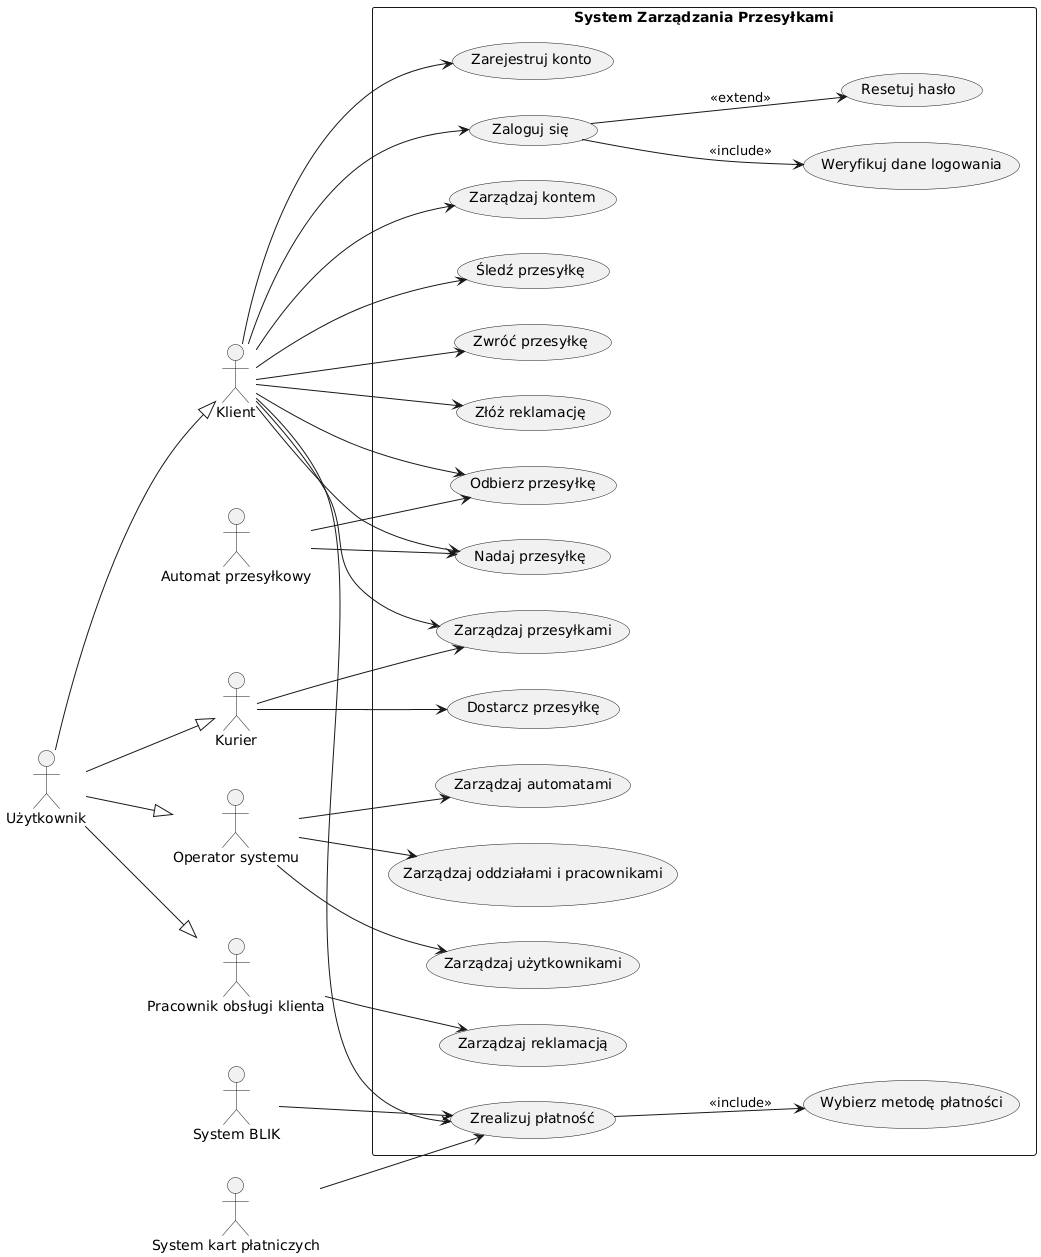 System Zarządzania Przesyłkami
Zarejestruj konto
Resetuj hasło
«extend»
Zaloguj się
«include»
Weryfikuj dane logowania
Zarządzaj kontem
Śledź przesyłkę
Zwróć przesyłkę
Złóż reklamację
Klient
Odbierz przesyłkę
Nadaj przesyłkę
Automat przesyłkowy
Zarządzaj przesyłkami
Dostarcz przesyłkę
Kurier
Zarządzaj automatami
Użytkownik
Operator systemu
Zarządzaj oddziałami i pracownikami
Zarządzaj użytkownikami
Pracownik obsługi klienta
Zarządzaj reklamacją
«include»
Wybierz metodę płatności
Zrealizuj płatność
System BLIK
System kart płatniczych